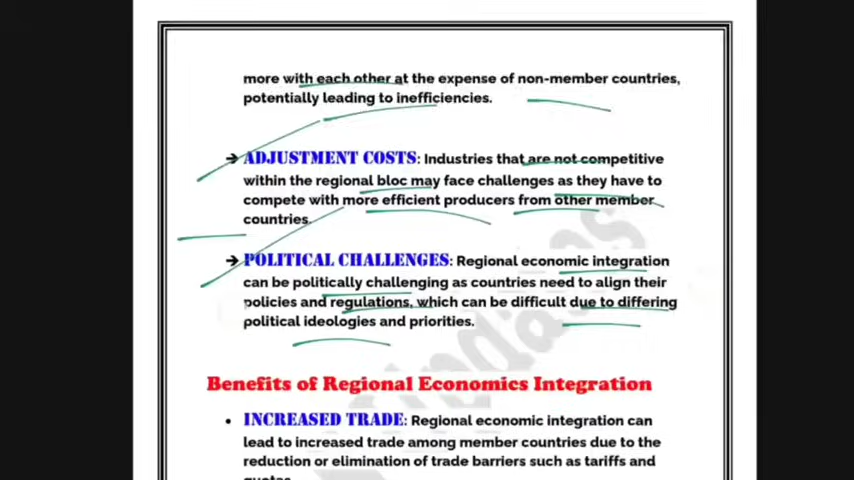 more with each other at the expense of non-member countries,
potentially leading to inefficiencies.
→ ADJUSTMENT COSTS: Industries that are not competitive
within the regional bloc may face challenges as they have to
compete with more efficient producers from other member
countries.
→ POLITICAL CHALLENGES: Regional economic integration
can be politically challenging as countries need to align their
policies and regulations, which can be difficult due to differing
political ideologies and priorities.
Benefits of Regional Economics Integration
• INCREASED TRADE: Regional economic integration can
lead to increased trade among member countries due to the
reduction or elimination of trade barriers such as tariffs and